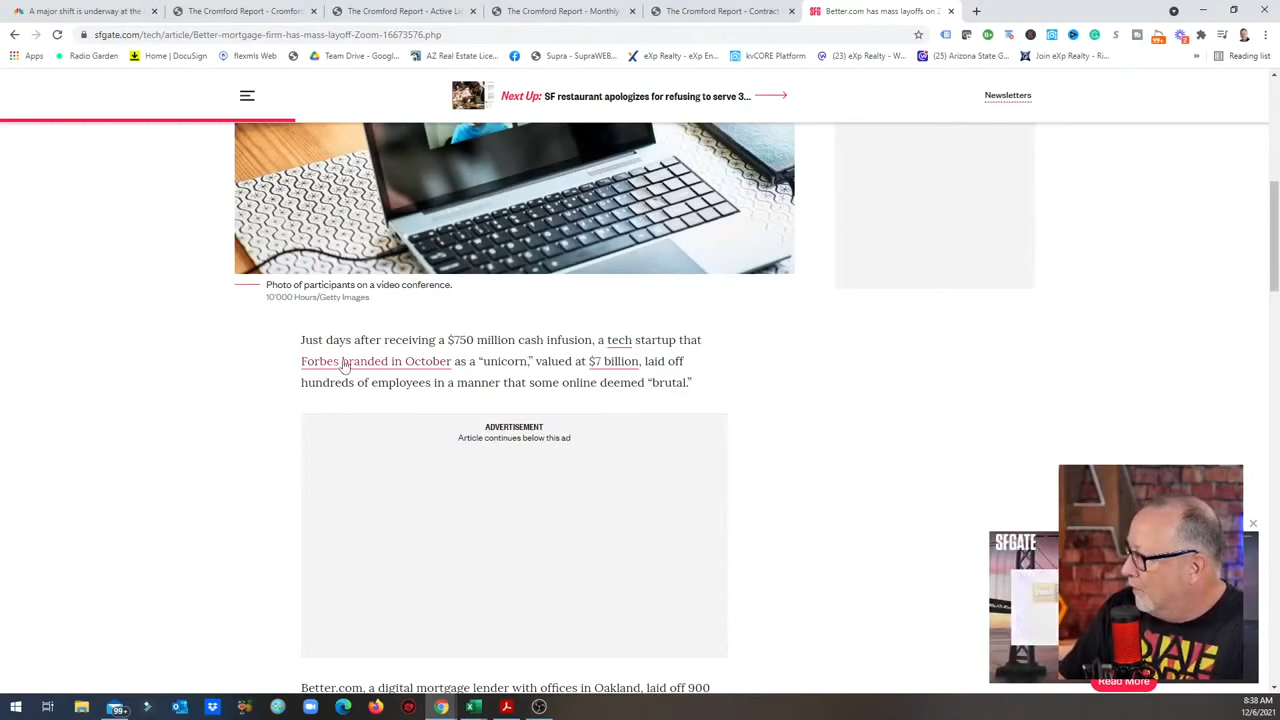 A major shift is underway at the
The Cromford Report - Home
The Cromford Report - Active Li
The Cromford Report - Monthly
The Cromford Report - Contract
Better.com has mass layoffs on Z
sfgate.com/tech/article/Better-mortgage-firm-has-mass-layoff-Zoom-16673576.php
99+
2
Apps
Radio Garden
flexmls Web
Team Drive - Googl...
AZ Real Estate Lice...
Supra - SupraWEB...
eXp Realty - eXp En...
kvCORE Platform
(23) eXp Realty - W...
(25) Arizona State G...
Join eXp Realty - Ri...
»
Reading list
Next Up: SF restaurant apologizes for refusing to serve 3...
Newsletters
Photo of participants on a video conference.
10'000 Hours/Getty Images
Just days after receiving a $750 million cash infusion, a tech startup that
Forbes branded in October as a “unicorn,” valued at $7 billion, laid off
hundreds of employees in a manner that some online deemed “brutal.”
ADVERTISEMENT
Article continues below this ad
SFGATE
STATE
Read More
Better.com, a digital mortgage lender with offices in Oakland, laid off 900
99+
8:38 AM
12/6/2021